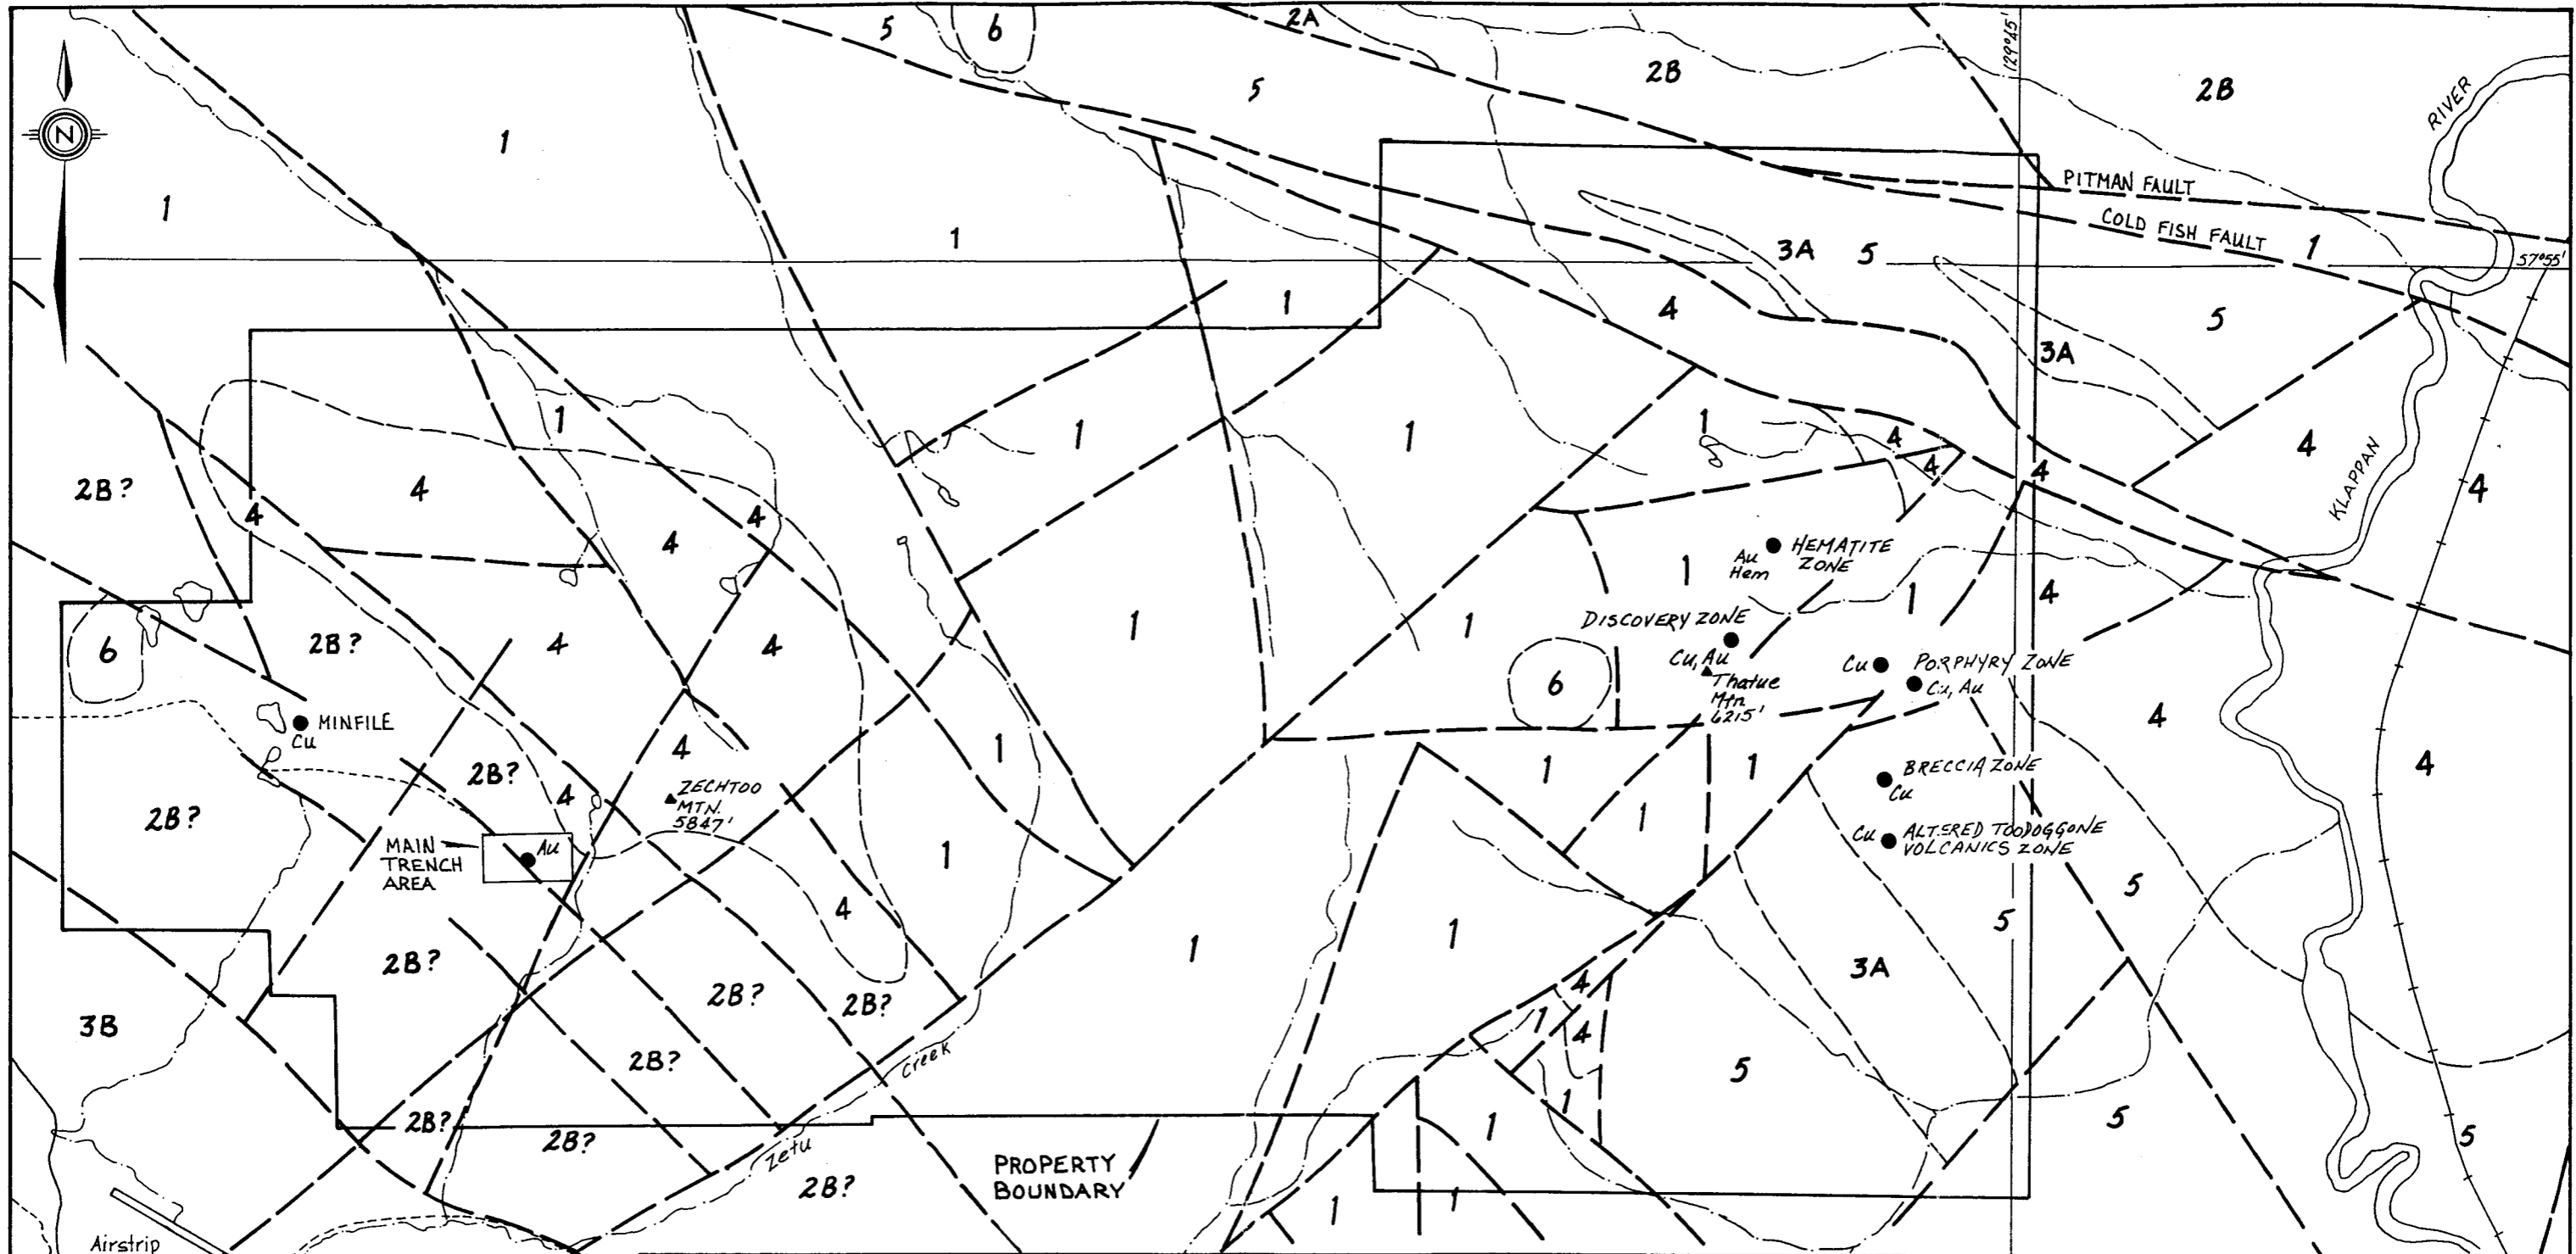 5
6
2A
2B
129°45'
2B
RIVER
5
N
1
1
1
PITMAN FAULT
COLD FISH FAULT
1
57°55'
3A
5
1
4
5
3A
1
1
1
1
4
4
4
4
4
KLAPPAN
2B?
4
4
4
4
Au
Hem
HEMATITE
ZONE
1
1
4
1
1
DISCOVERY ZONE
Cu, Au
Thatue
Mtn
6215'
6
Cu
PORPHYRY ZONE
Cu, Au
6
2B?
4
4
4
4
MINFILE
Cu
2B?
4
4
1
ZECHTOO
MTN.
5847'
1
1
1
BRECCIA ZONE
Cu
2B?
MAIN
TRENCH
AREA
Au
1
Cu
ALTERED TOODOGGONE
VOLCANICS ZONE
5
4
5
2B?
1
1
3A
2B?
2B?
3B
4
1
4
2B?
Creek
5
1
2B?
2B?
Zetu
1
5
5
2B?
PROPERTY
BOUNDARY
1
1
Airstrip